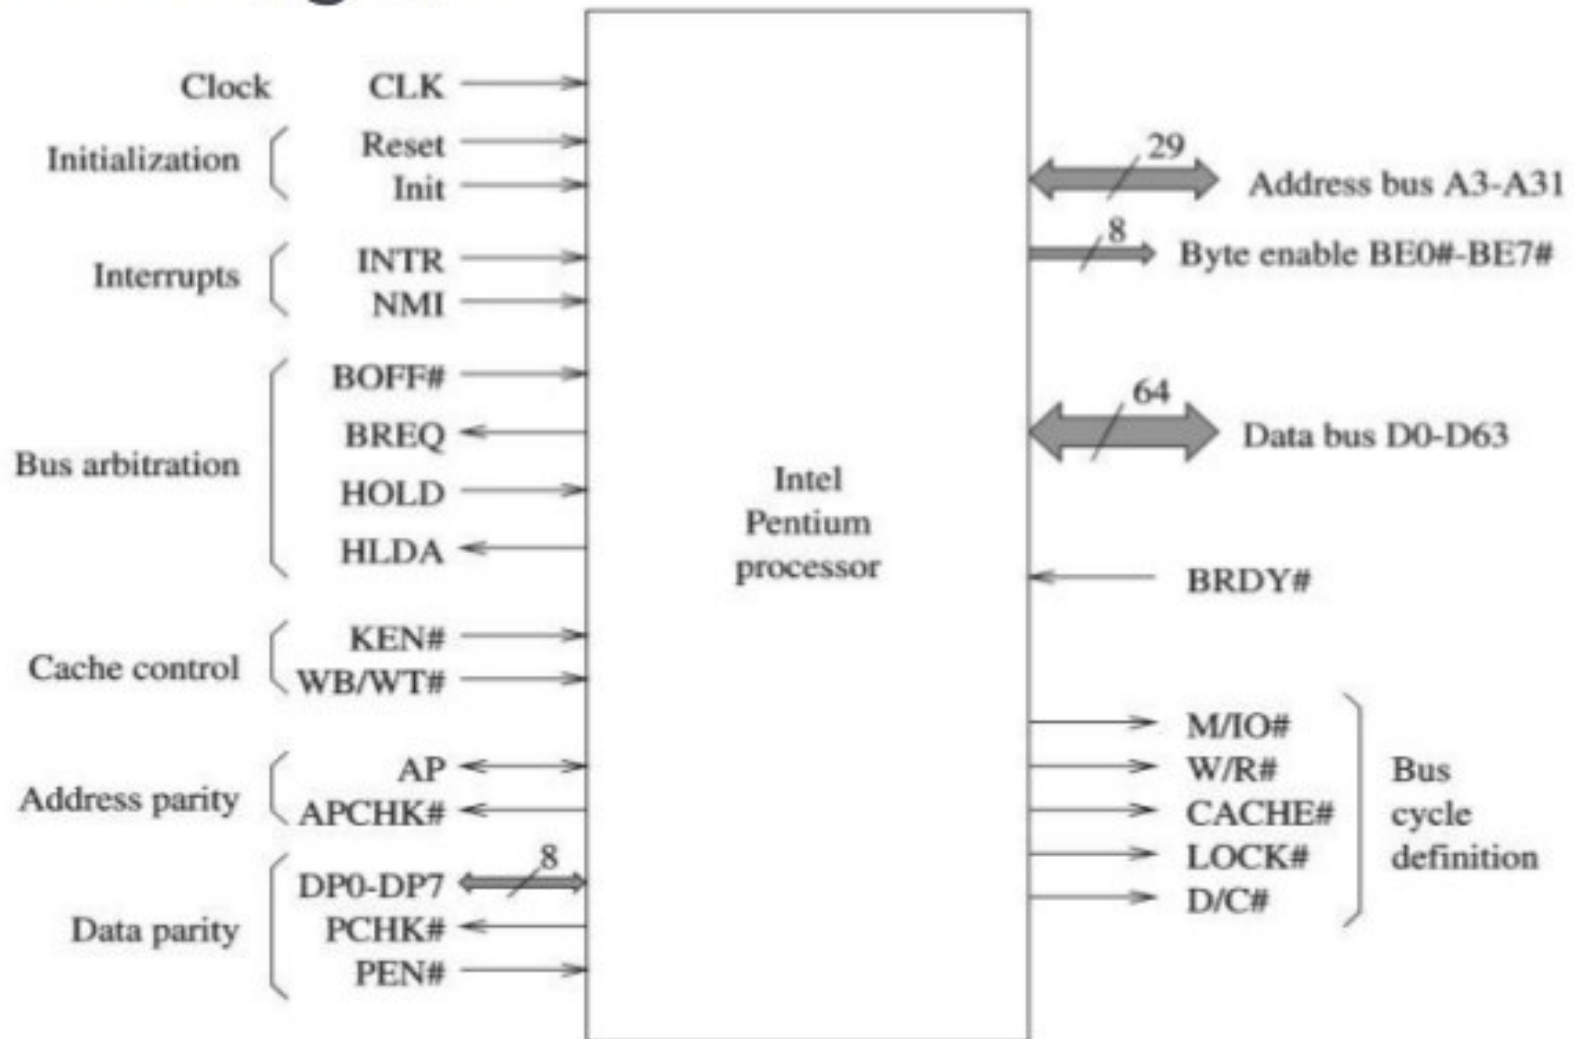 Clock CLK
Initialization
Reset
Init
Interrupts
INTR
NMI
Bus arbitration
BOFF#
BREQ
HOLD
HLDA
Cache control
KEN#
WB/WT#
Address parity
AP
APCHK#
Data parity
DP0-DP7
8
PCHK#
PEN#
Intel
Pentium
processor
29
Address bus A3-A31
8
Byte enable BE0#-BE7#
64
Data bus D0-D63
BRDY#
M/IO#
W/R#
CACHE#
LOCK#
D/C#
Bus
cycle
definition